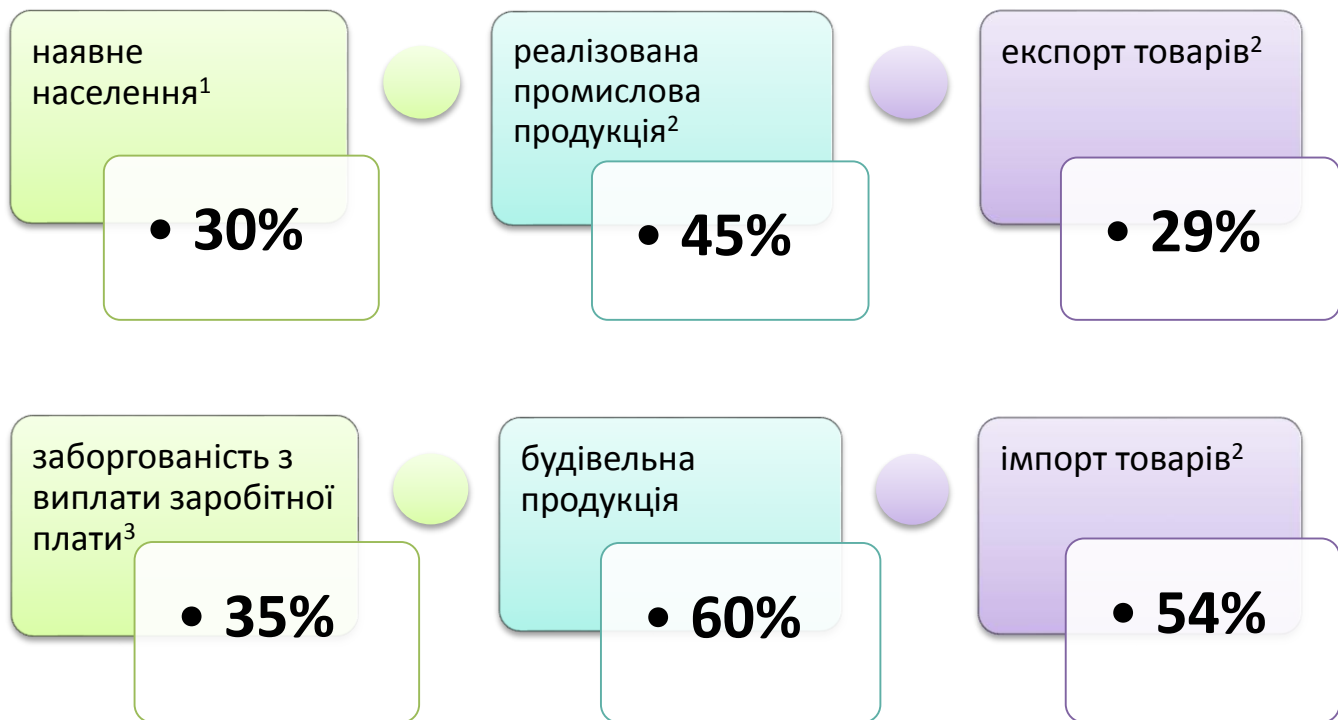 наявне
населення¹
• 30%
реалізована
промислова
продукція²
• 45%
експорт товарів²
• 29%
заборгованість з
виплати заробітної
плати³
• 35%
будівельна
продукція
• 60%
імпорт товарів²
• 54%